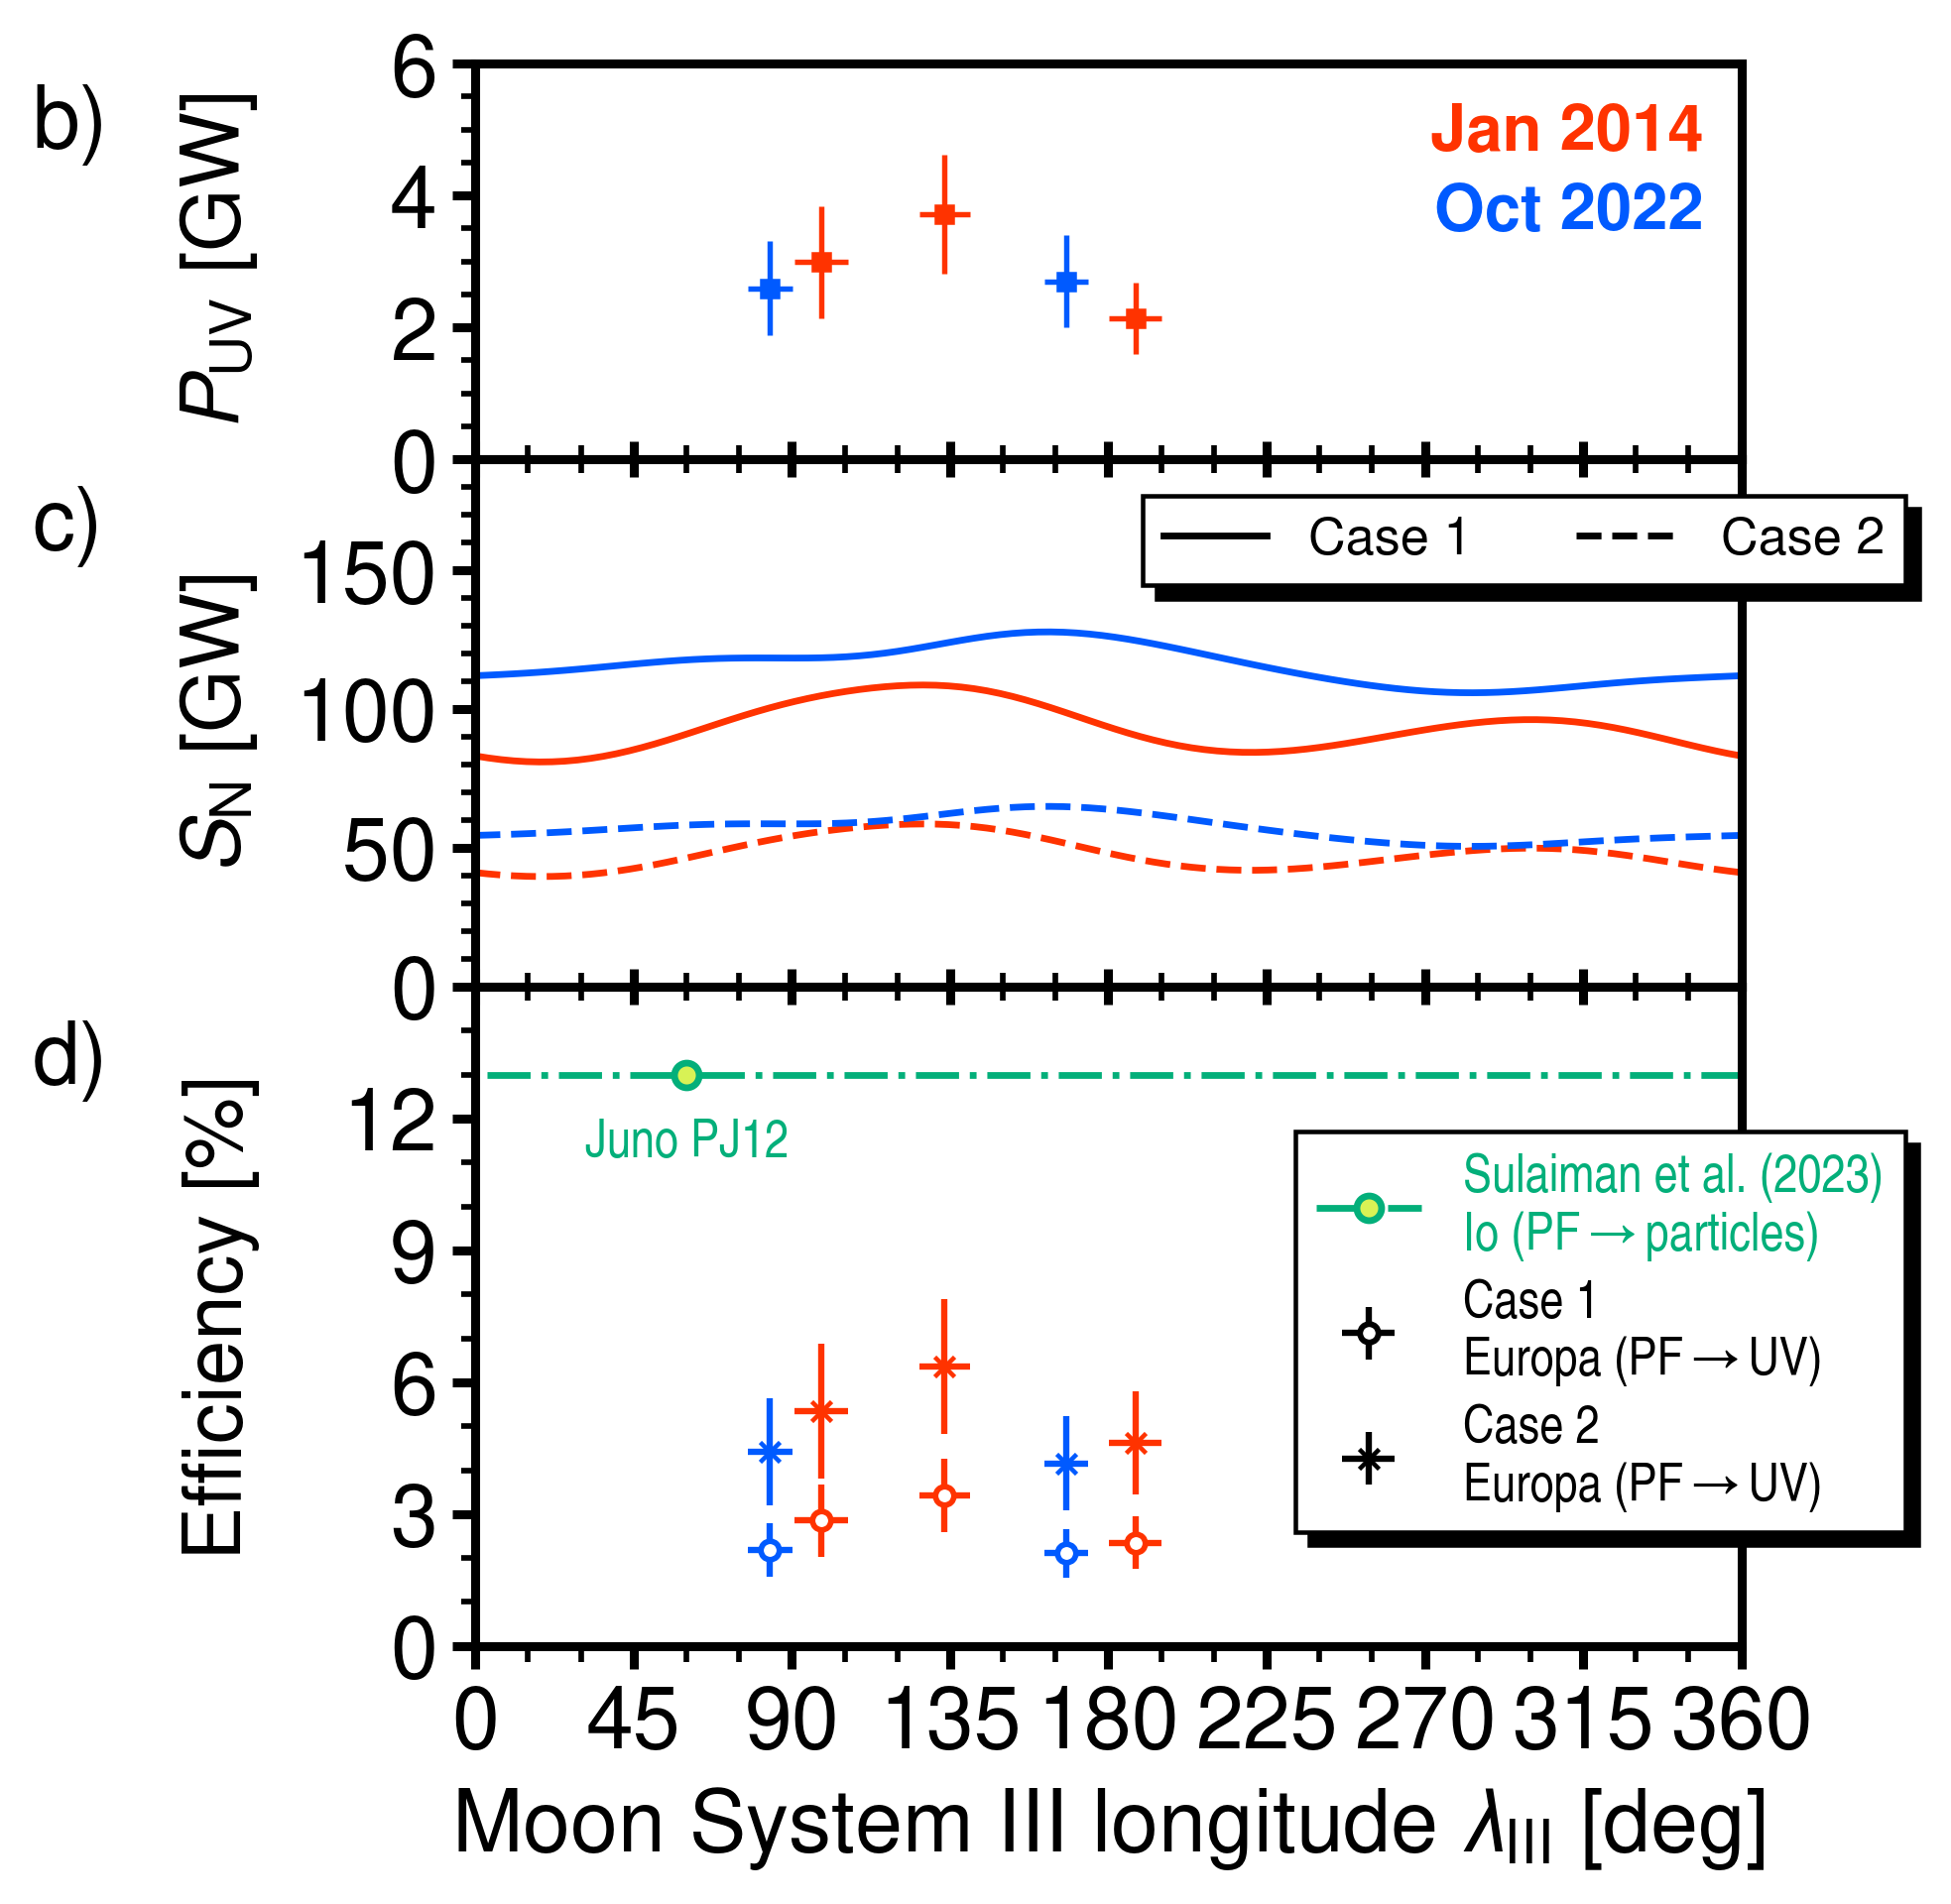 b)
P_UV [GW]
6
4
2
0
Jan 2014
Oct 2022
c)
S_N [GW]
150
100
50
0
Case 1
Case 2
d)
Efficiency [%]
12
9
6
3
0
Juno PJ12
Sulaiman et al. (2023)
Io (PF → particles)
Case 1
Europa (PF → UV)
Case 2
Europa (PF → UV)
0 45 90 135 180 225 270 315 360
Moon System III longitude λ_III [deg]